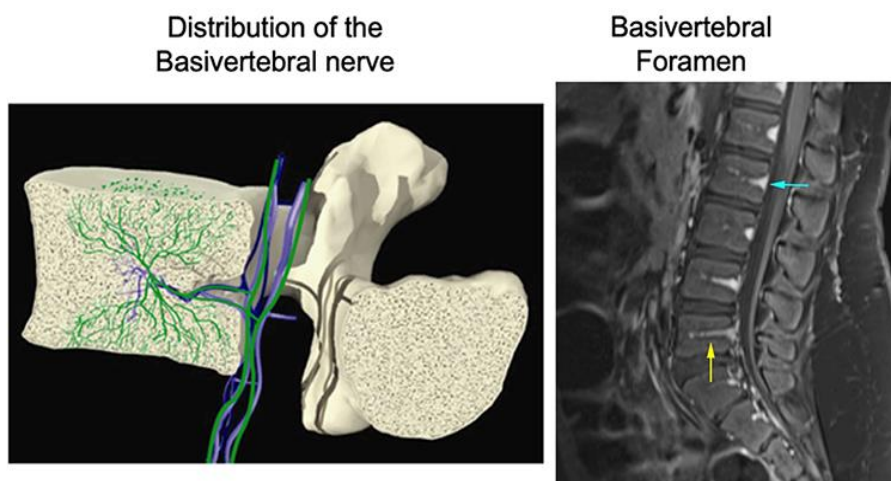 Distribution of the
Basivertebral nerve
Basivertebral
Foramen